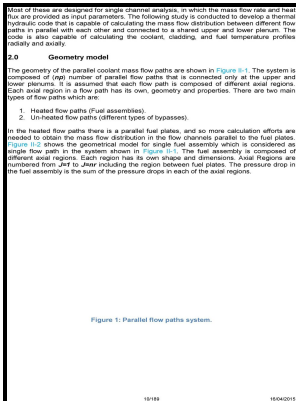 Most of these are designed for single channel analysis, in which the mass flow rate and heat
flux are provided as input parameters. The following study is conducted to develop a thermal
hydraulic code that is capable of calculating the mass flow distribution between different flow
paths in parallel with each other and connected to a shared upper and lower plenum. The
code is also capable of calculating the coolant, cladding, and fuel temperature profiles
radially and axially.
2.0 Geometry model
The geometry of the parallel coolant mass flow paths are shown in Figure II-1. The system is
composed of (np) number of parallel flow paths that is connected only at the upper and
lower plenums. It is assumed that each flow path is composed of different axial regions.
Each axial region in a flow path has its own, geometry and properties. There are two main
types of flow paths which are:
1. Heated flow paths (Fuel assemblies).
2. Un-heated flow paths (different types of bypasses).
In the heated flow paths there is a parallel fuel plates, and so more calculation efforts are
needed to obtain the mass flow distribution in the flow channels parallel to the fuel plates.
Figure II-2 shows the geometrical model for single fuel assembly which is considered as
single flow path in the system shown in Figure II-1. The fuel assembly is composed of
different axial regions. Each region has its own shape and dimensions. Axial Regions are
numbered from J=1 to J=nr including the region between fuel plates. The pressure drop in
the fuel assembly is the sum of the pressure drops in each of the axial regions.
Figure 1: Parallel flow paths system.
10/189 16/04/2015